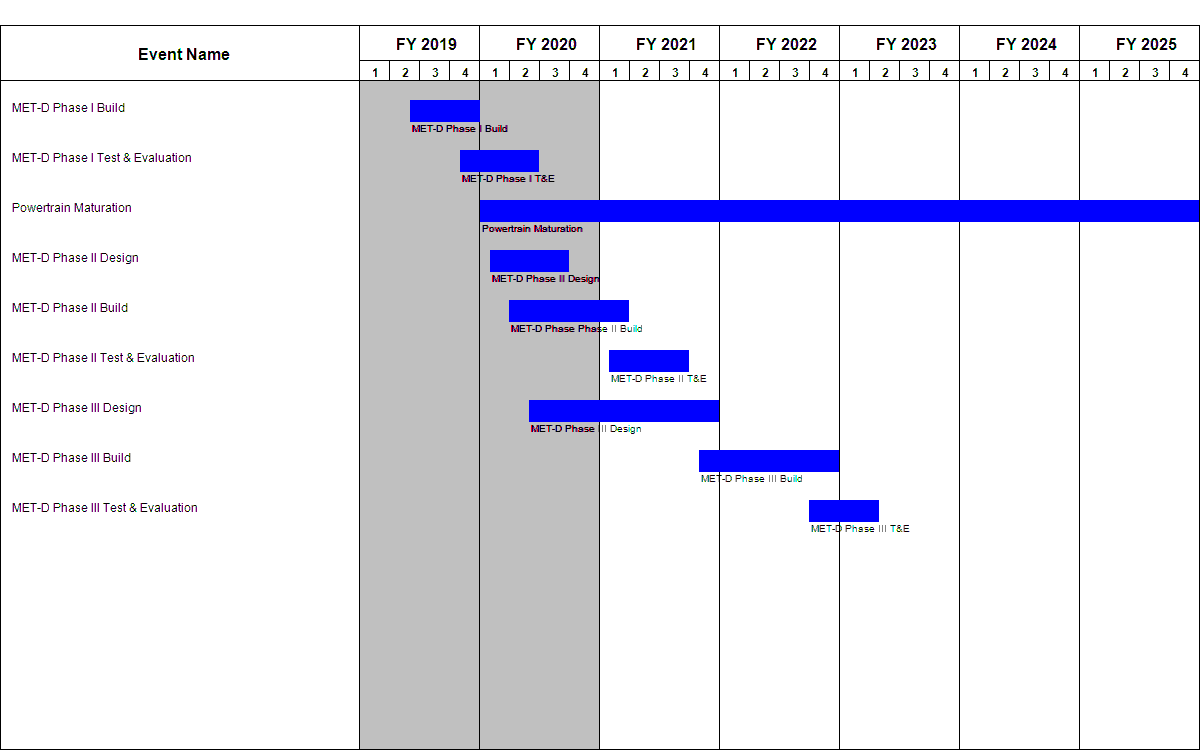 Event Name FY 2019 FY 2020 FY 2021 FY 2022 FY 2023 FY 2024 FY 2025
1 2 3 4 1 2 3 4 1 2 3 4 1 2 3 4 1 2 3 4 1 2 3 4 1 2 3 4
MET-D Phase I Build
MET-D Phase I Build
MET-D Phase I Test & Evaluation
MET-D Phase I T&E
Powertrain Maturation
Powertrain Maturation
MET-D Phase II Design
MET-D Phase II Design
MET-D Phase II Build
MET-D Phase Phase II Build
MET-D Phase II Test & Evaluation
MET-D Phase II T&E
MET-D Phase III Design
MET-D Phase III Design
MET-D Phase III Build
MET-D Phase III Build
MET-D Phase III Test & Evaluation
MET-D Phase III T&E